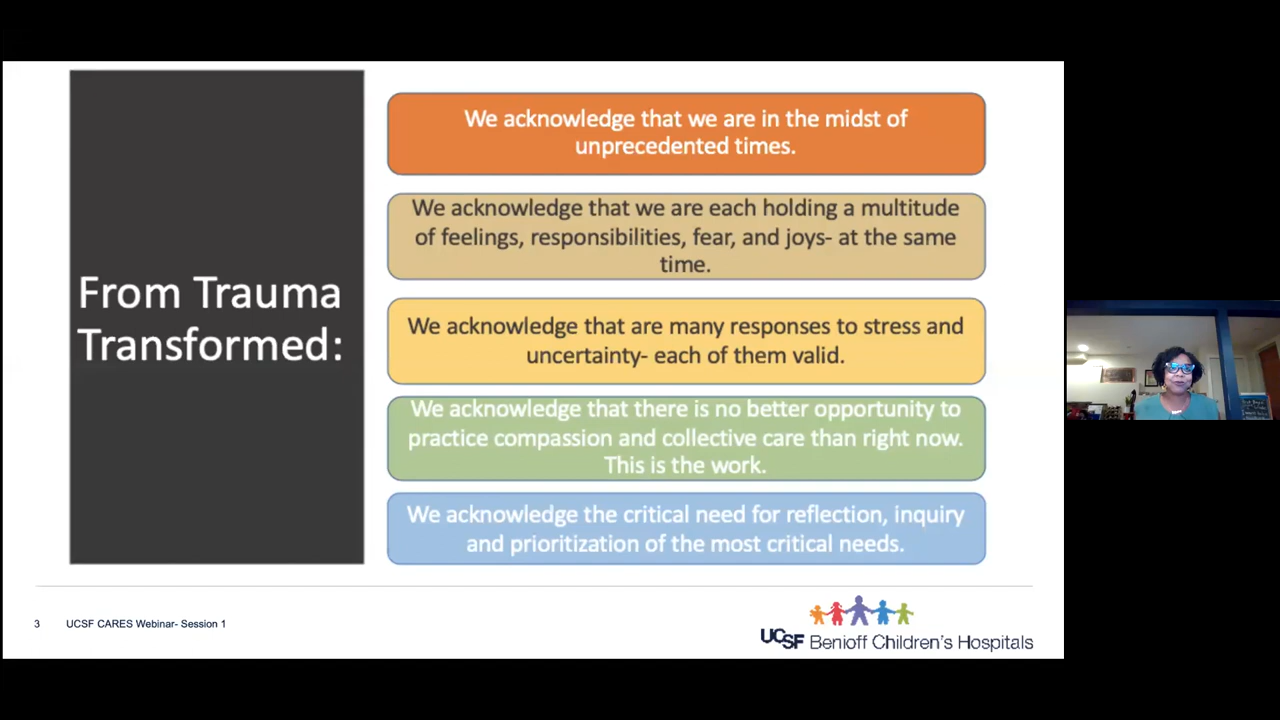 From Trauma
Transformed:
We acknowledge that we are in the midst of
unprecedented times.
We acknowledge that we are each holding a multitude
of feelings, responsibilities, fear, and joys- at the same
time.
We acknowledge that are many responses to stress and
uncertainty- each of them valid.
We acknowledge that there is no better opportunity to
practice compassion and collective care than right now.
This is the work.
We acknowledge the critical need for reflection, inquiry
and prioritization of the most critical needs.
3 UCSF CARES Webinar- Session 1
UCSF Benioff Children's Hospitals